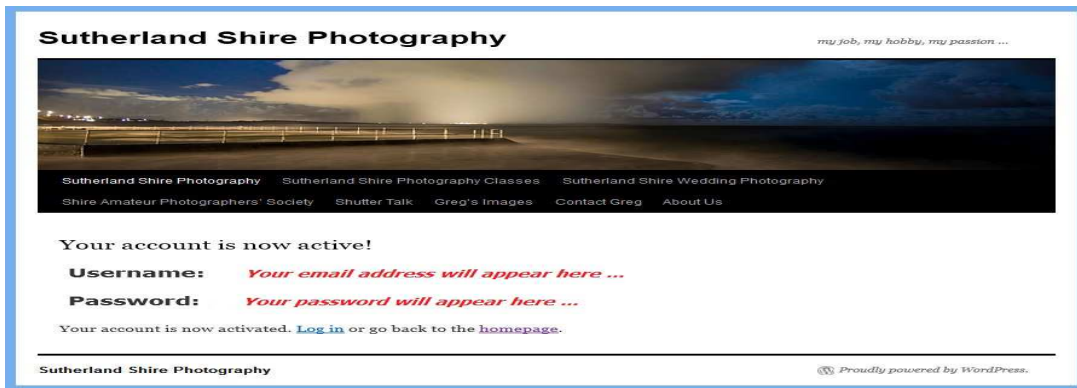 Sutherland Shire Photography
my job, my hobby, my passion ...
Sutherland Shire Photography Sutherland Shire Photography Classes Sutherland Shire Wedding Photography
Shire Amateur Photographers' Society Shutter Talk Greg's Images Contact Greg About Us
Your account is now active!
Username: Your email address will appear here ...
Password: Your password will appear here ...
Your account is now activated. Log in or go back to the homepage.
Sutherland Shire Photography
Proudly powered by WordPress.